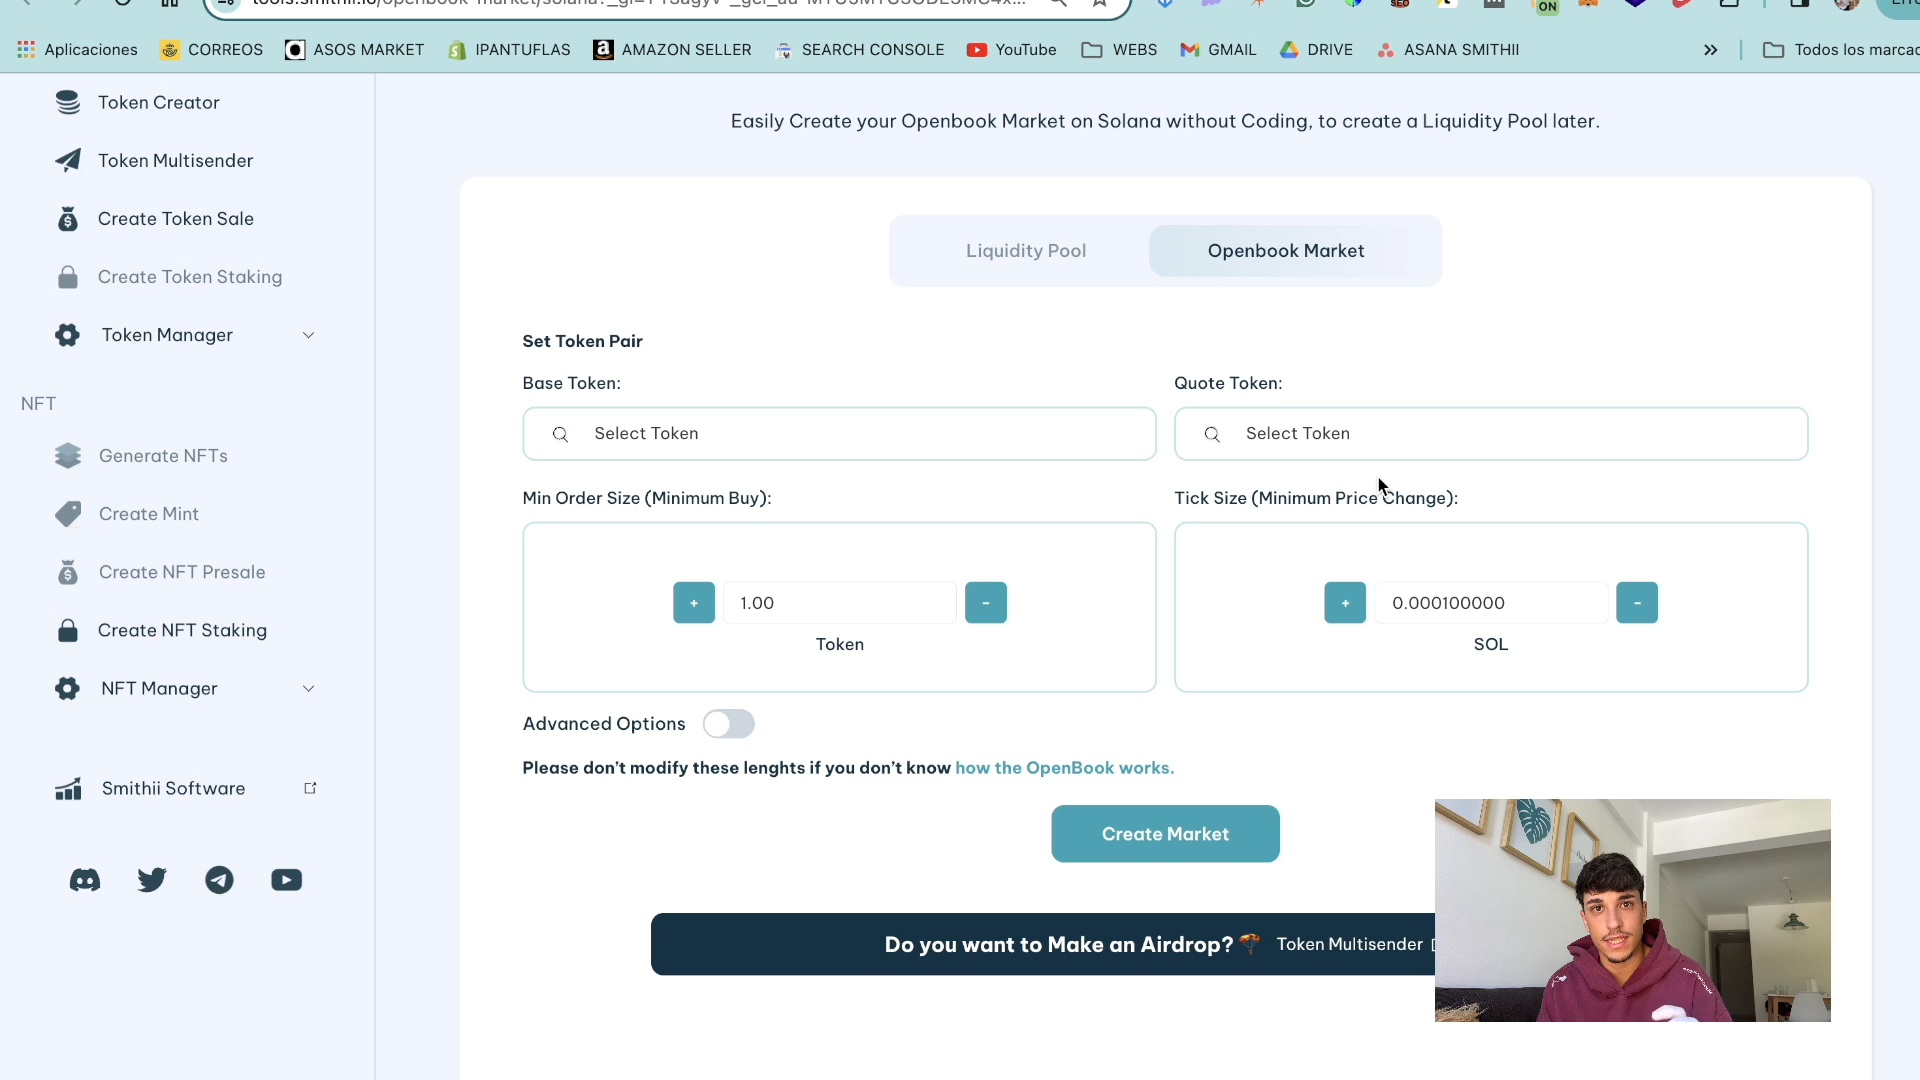 ON
Aplicaciones
CORREOS
ASOS MARKET
IPANTUFLAS
AMAZON SELLER
SEARCH CONSOLE
YouTube
WEBS
GMAIL
DRIVE
ASANA SMITHII
»
Todos los marcac
Token Creator
Token Multisender
Create Token Sale
Create Token Staking
Token Manager
NFT
Generate NFTs
Create Mint
Create NFT Presale
Create NFT Staking
NFT Manager
Smithii Software
Easily Create your Openbook Market on Solana without Coding, to create a Liquidity Pool later.
Liquidity Pool
Openbook Market
Set Token Pair
Base Token:
Quote Token:
Select Token
Select Token
Min Order Size (Minimum Buy):
Tick Size (Minimum Price Change):
+ 1.00 -
Token
+ 0.000100000 -
SOL
Advanced Options
Please don't modify these lenghts if you don't know how the OpenBook works.
Create Market
Do you want to Make an Airdrop? Token Multisender